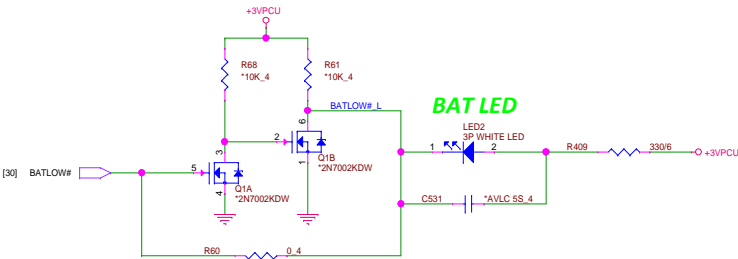 +3VPCU
R68
*10K_4
R61
*10K_4
BATLOW#_L
BAT LED
LED2
3P WHITE LED
1
2
R409
330/6
+3VPCU
3
2
6
1
Q1B
*2N7002KDW
[30] BATLOW#
5
4
Q1A
*2N7002KDW
C531
*AVLC 5S_4
R60
0_4